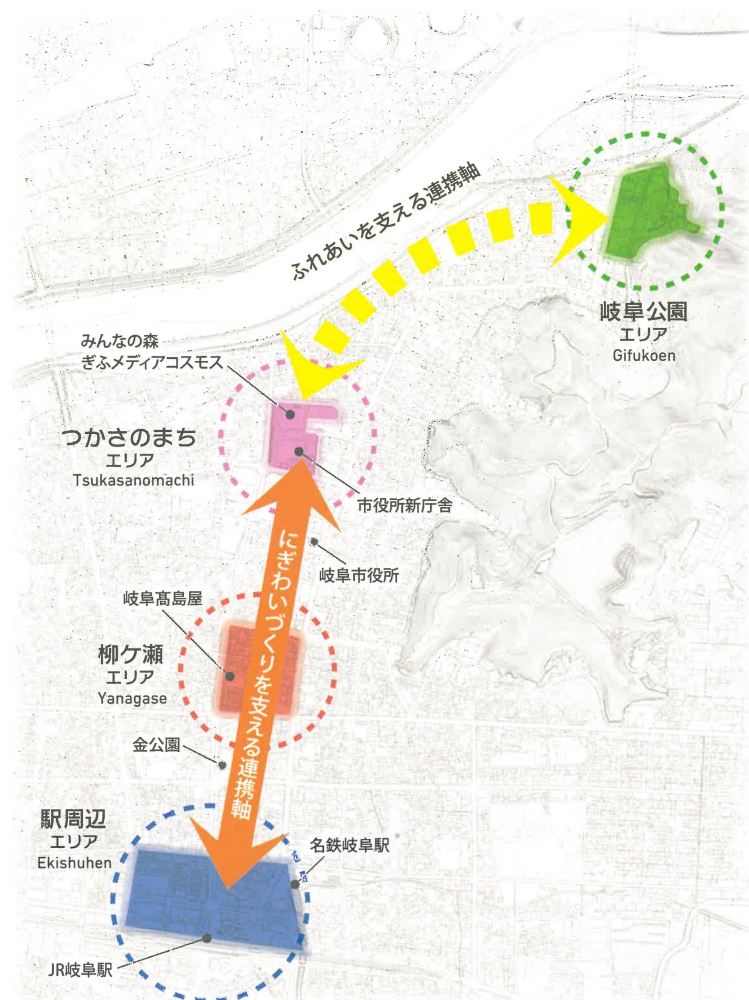 ふれあいを支える連携軸
岐阜公園
エリア
Gifukoen
みんなの森
ぎふメディアコスモス
つかさのまち
エリア
Tsukasanomachi
市役所新庁舎
にぎわいづくりを支える連携軸
岐阜市役所
岐阜髙島屋
柳ケ瀬
エリア
Yanagase
金公園
駅周辺
エリア
Ekishuhen
名鉄岐阜駅
JR岐阜駅